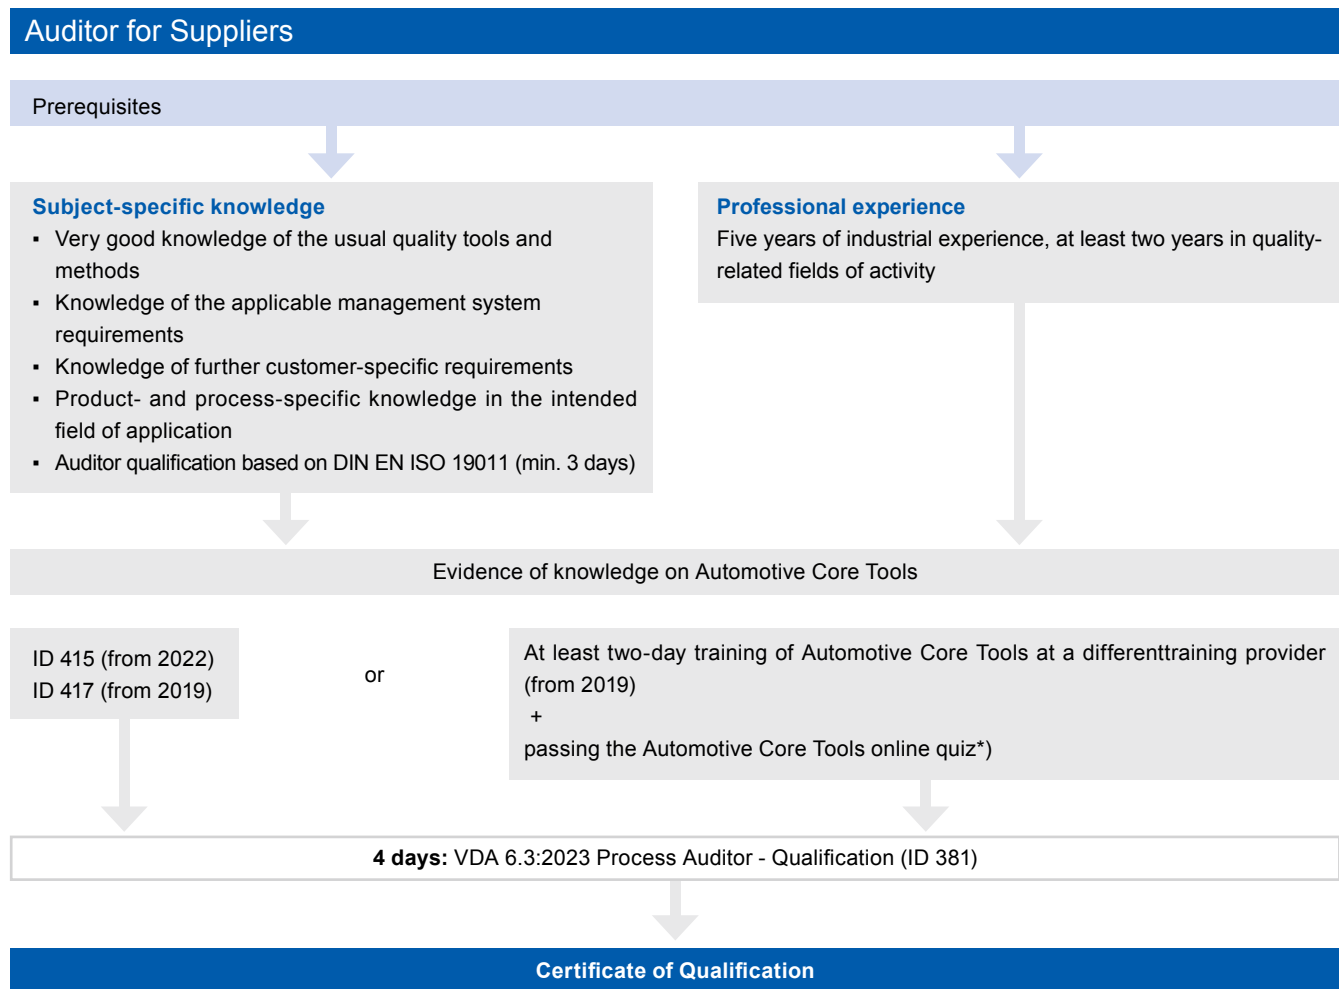 Auditor for Suppliers
Prerequisites
Subject-specific knowledge
▪ Very good knowledge of the usual quality tools and
methods
▪ Knowledge of the applicable management system
requirements
▪ Knowledge of further customer-specific requirements
▪ Product- and process-specific knowledge in the intended
field of application
▪ Auditor qualification based on DIN EN ISO 19011 (min. 3 days)
Professional experience
Five years of industrial experience, at least two years in quality-
related fields of activity
Evidence of knowledge on Automotive Core Tools
ID 415 (from 2022)
ID 417 (from 2019)
or
At least two-day training of Automotive Core Tools at a differenttraining provider
(from 2019)
+
passing the Automotive Core Tools online quiz*)
4 days: VDA 6.3:2023 Process Auditor - Qualification (ID 381)
Certificate of Qualification